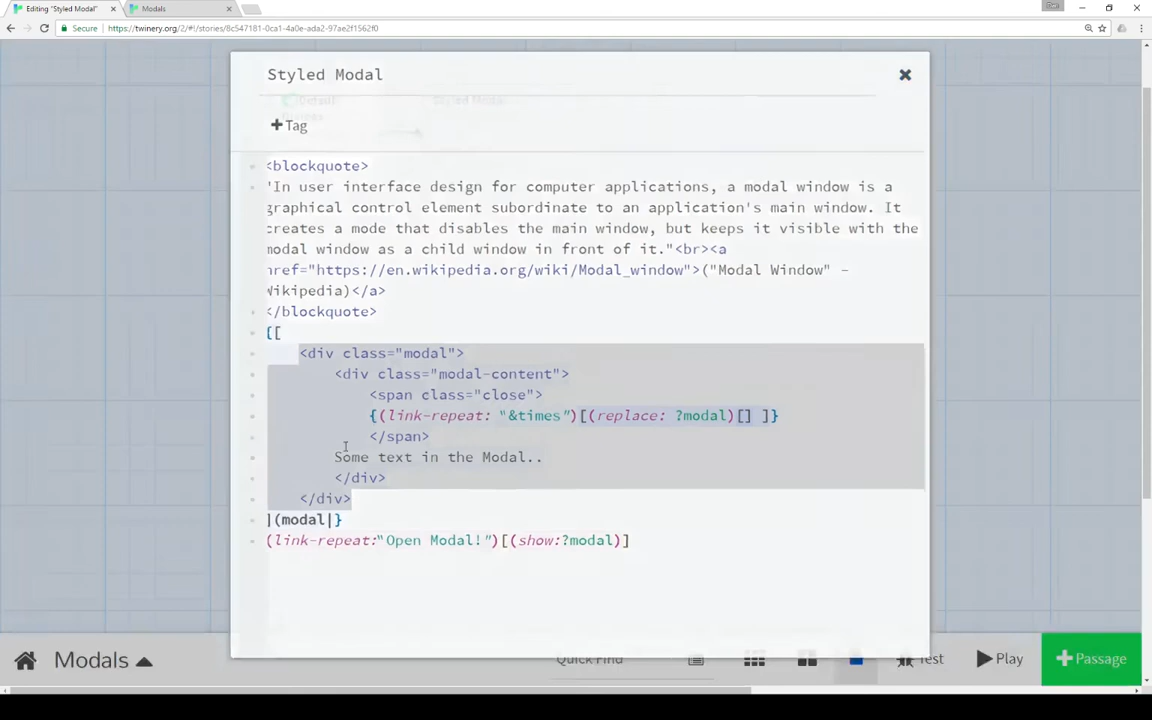 Editing "Styled Modal"
Modals
Secure
https://twinery.org/2/#!/stories/8c547181-0ca1-4a0e-ada2-97ae2f1562f0
Styled Modal
(Default)
Styled Modal
+Tag
<blockquote>
"In user interface design for computer applications, a modal window is a
graphical control element subordinate to an application's main window. It
creates a mode that disables the main window, but keeps it visible with the
modal window as a child window in front of it."<br><a
href="https://en.wikipedia.org/wiki/Modal_window">("Modal Window" -
Wikipedia)</a>
</blockquote>
{[
<div class="modal">
<div class="modal-content">
<span class="close">
{(link-repeat: "&times")[(replace: ?modal)[] ]}
</span>
Some text in the Modal..
</div>
</div>
](modal|}
(link-repeat:"Open Modal!")[(show:?modal)]
Modals
Quick Find
Test
Play
+Passage